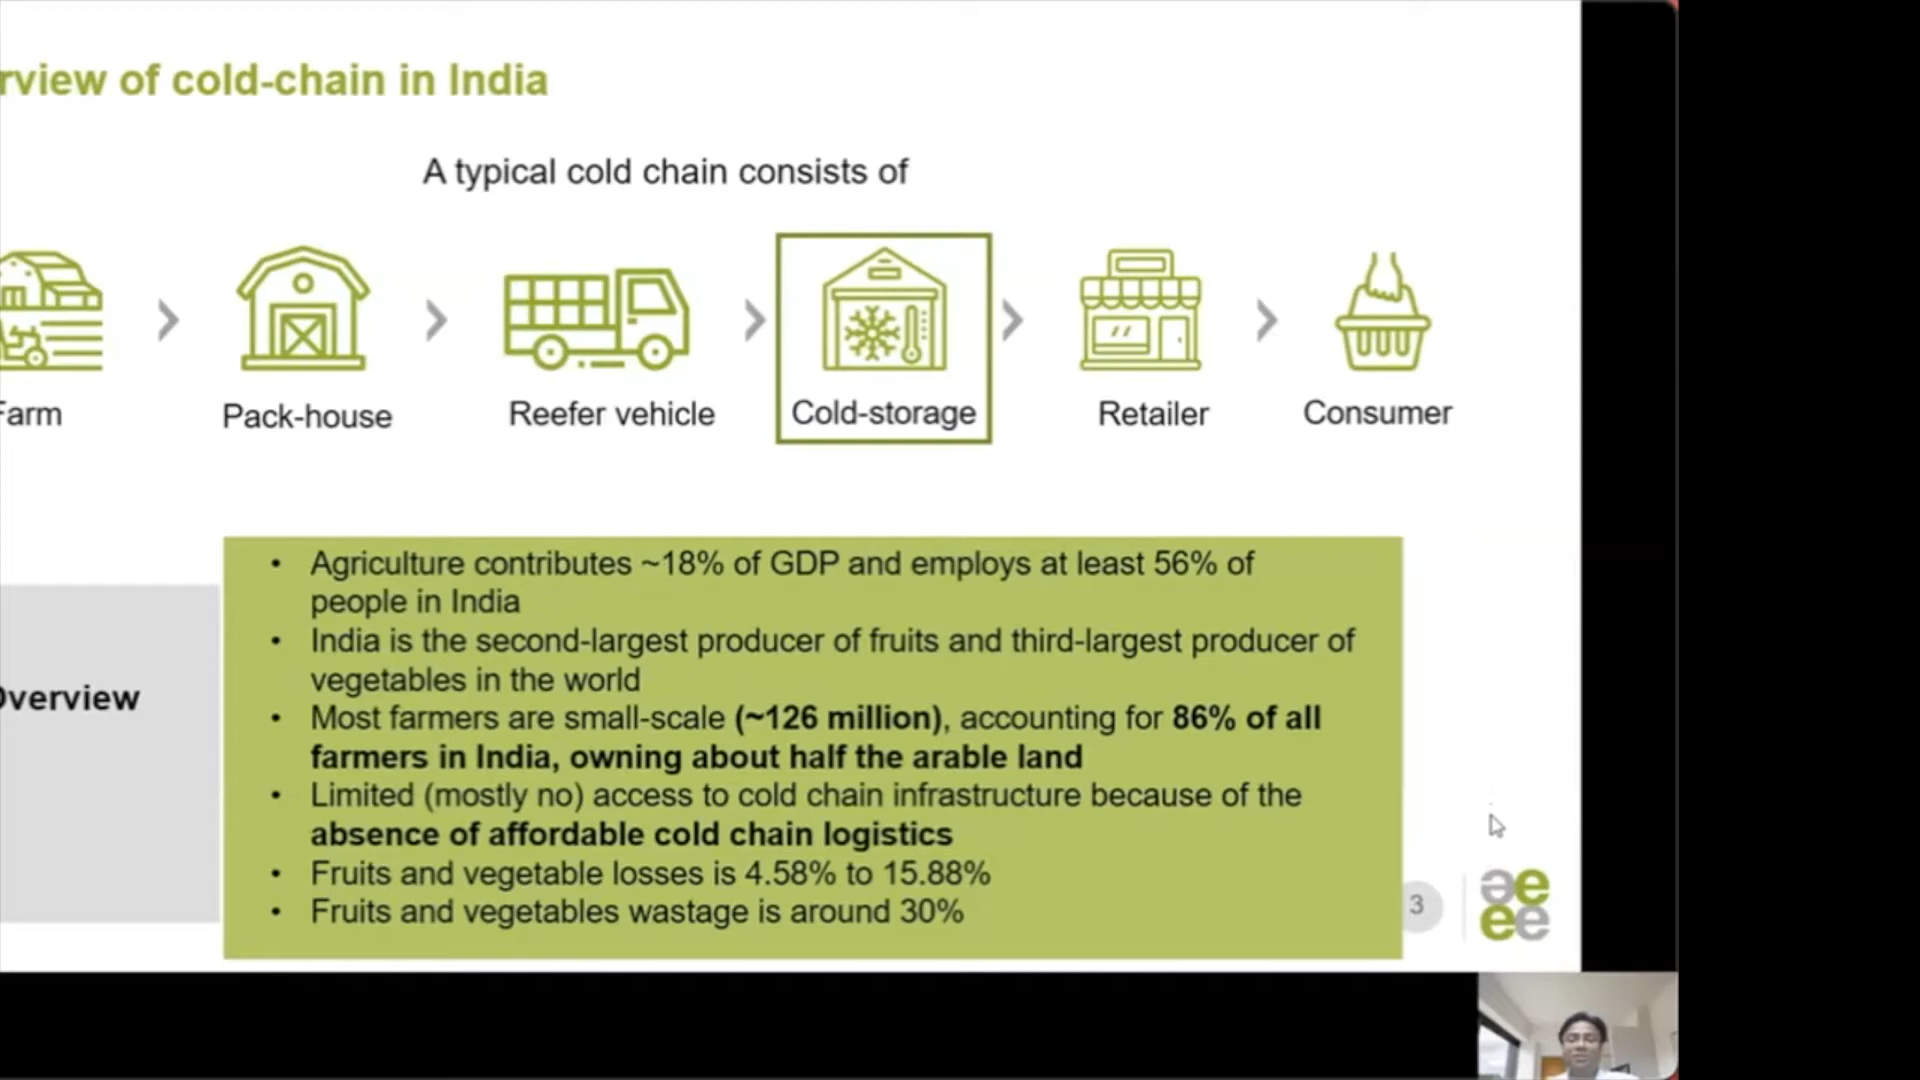 rview of cold-chain in India
A typical cold chain consists of
Farm
Pack-house
Reefer vehicle
Cold-storage
Retailer
Consumer
Overview
• Agriculture contributes ~18% of GDP and employs at least 56% of
people in India
• India is the second-largest producer of fruits and third-largest producer of
vegetables in the world
• Most farmers are small-scale (~126 million), accounting for 86% of all
farmers in India, owning about half the arable land
• Limited (mostly no) access to cold chain infrastructure because of the
absence of affordable cold chain logistics
• Fruits and vegetable losses is 4.58% to 15.88%
• Fruits and vegetables wastage is around 30%
3
ae
ee